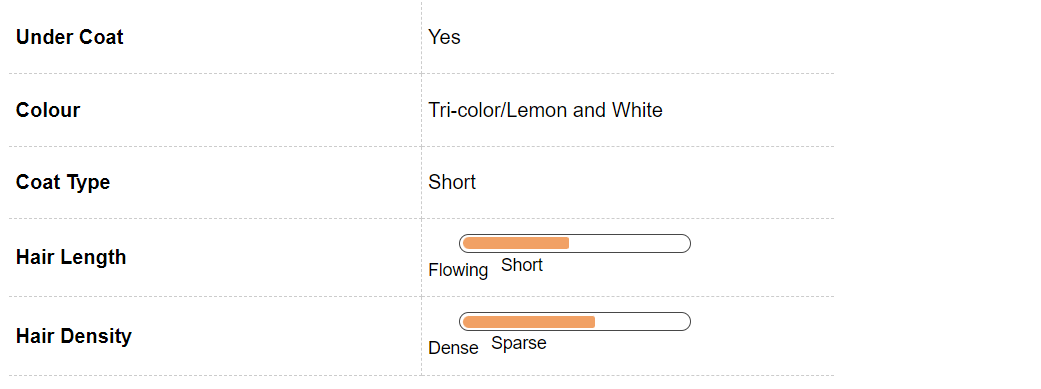 Under Coat Yes
Colour Tri-color/Lemon and White
Coat Type Short
Hair Length Flowing Short
Hair Density Dense Sparse